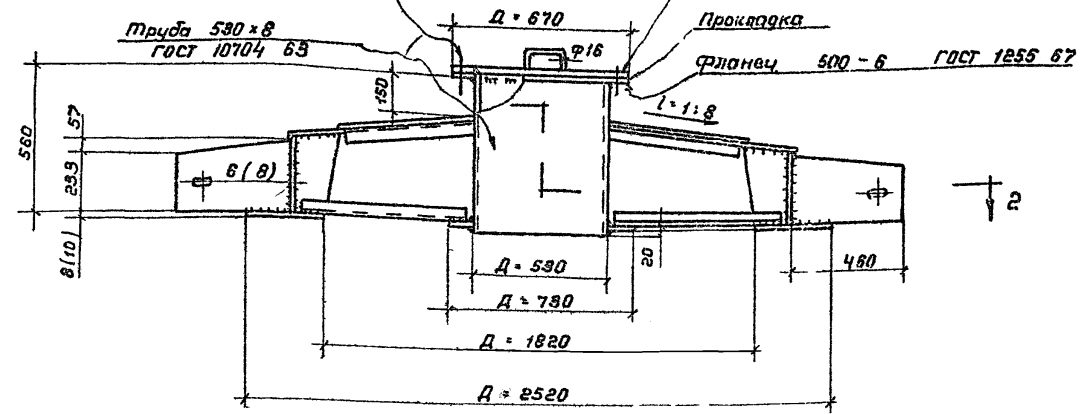 Д = 670
Прокладка
Труба 530 × 8
ГОСТ 10704 63
Ф16
Фланец 500 - 6 ГОСТ 1255 67
150
l = 1:8
560
57
233
6 (8)
8(10)
2
20
460
Д = 530
Д = 730
Д = 1820
Д = 2520